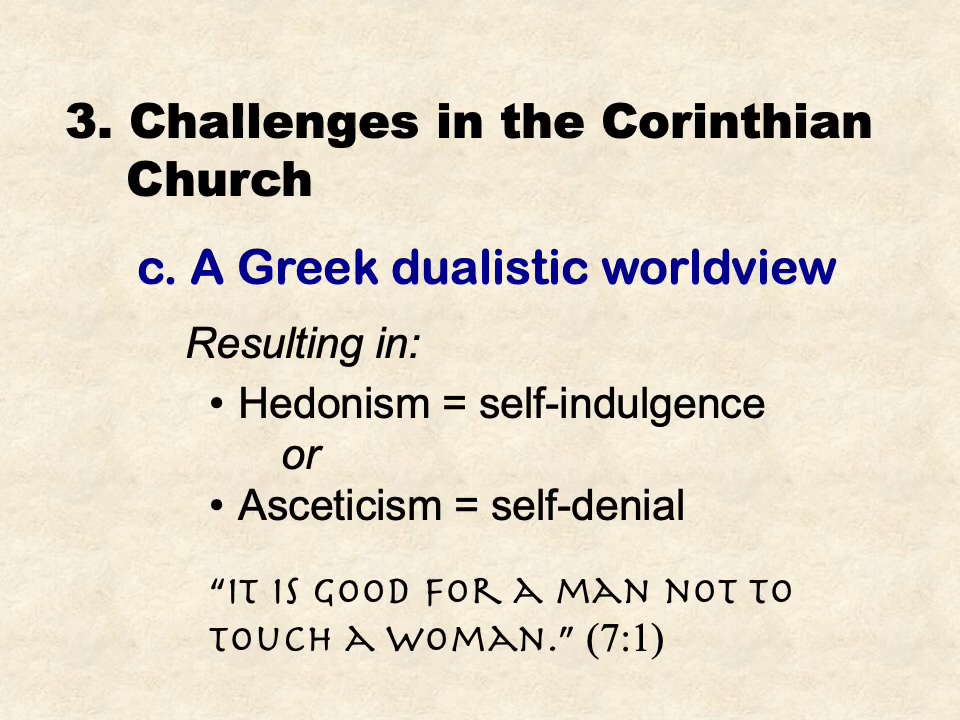 3. Challenges in the Corinthian
Church
c. A Greek dualistic worldview
Resulting in:
• Hedonism = self-indulgence
or
• Asceticism = self-denial
“It is good for a man not to
touch a woman.” (7:1)